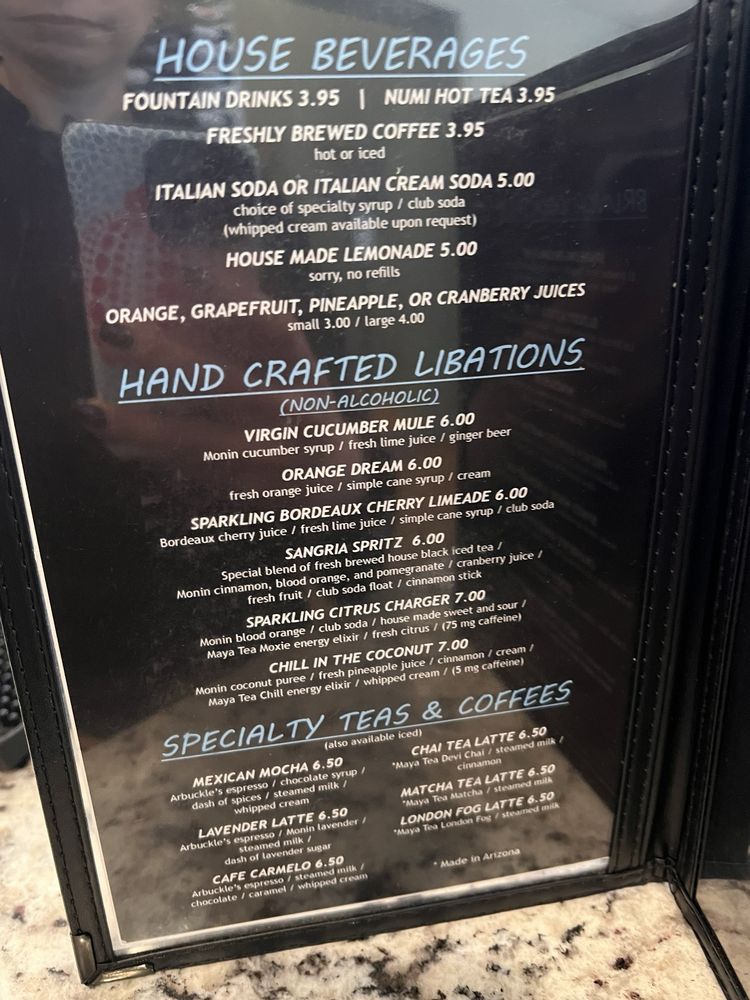 HOUSE BEVERAGES
FOUNTAIN DRINKS 3.95 | NUMI HOT TEA 3.95
FRESHLY BREWED COFFEE 3.95
hot or iced
ITALIAN SODA OR ITALIAN CREAM SODA 5.00
choice of specialty syrup / club soda
(whipped cream available upon request)
HOUSE MADE LEMONADE 5.00
sorry, no refills
ORANGE, GRAPEFRUIT, PINEAPPLE, OR CRANBERRY JUICES
small 3.00 / large 4.00
HAND CRAFTED LIBATIONS
(NON-ALCOHOLIC)
VIRGIN CUCUMBER MULE 6.00
Monin cucumber syrup / fresh lime juice / ginger beer
ORANGE DREAM 6.00
fresh orange juice / simple cane syrup / cream
SPARKLING BORDEAUX CHERRY LIMEADE 6.00
Bordeaux cherry juice / fresh lime juice / simple cane syrup / club soda
SANGRIA SPRITZ 6.00
Special blend of fresh brewed house black iced tea /
Monin cinnamon, blood orange, and pomegranate / cranberry juice /
fresh fruit / club soda float / cinnamon stick
SPARKLING CITRUS CHARGER 7.00
Monin blood orange / club soda / house made sweet and sour /
Maya Tea Moxie energy elixir / fresh citrus / (75 mg caffeine)
CHILL IN THE COCONUT 7.00
Monin coconut puree / fresh pineapple juice / cinnamon / cream /
Maya Tea Chill energy elixir / whipped cream / (5 mg caffeine)
SPECIALTY TEAS & COFFEES
(also available iced)
MEXICAN MOCHA 6.50
Arbuckle's espresso / chocolate syrup /
dash of spices / steamed milk /
whipped cream
LAVENDER LATTE 6.50
Arbuckle's espresso / Monin lavender /
steamed milk /
dash of lavender sugar
CAFE CARMELO 6.50
Arbuckle's espresso / steamed milk /
chocolate / caramel / whipped cream
CHAI TEA LATTE 6.50
*Maya Tea Devi Chai / steamed milk /
cinnamon
MATCHA TEA LATTE 6.50
*Maya Tea Matcha / steamed milk
LONDON FOG LATTE 6.50
*Maya Tea London Fog / steamed milk
* Made in Arizona